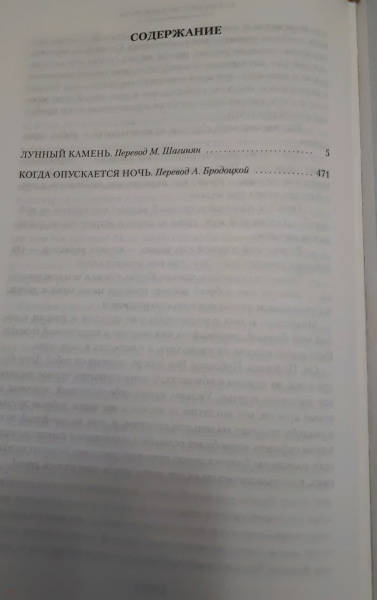 СОДЕРЖАНИЕ
ЛУННЫЙ КАМЕНЬ. Перевод М. Шагинян .......................... 5
КОГДА ОПУСКАЕТСЯ НОЧЬ. Перевод А. Бродоцкой .............. 471